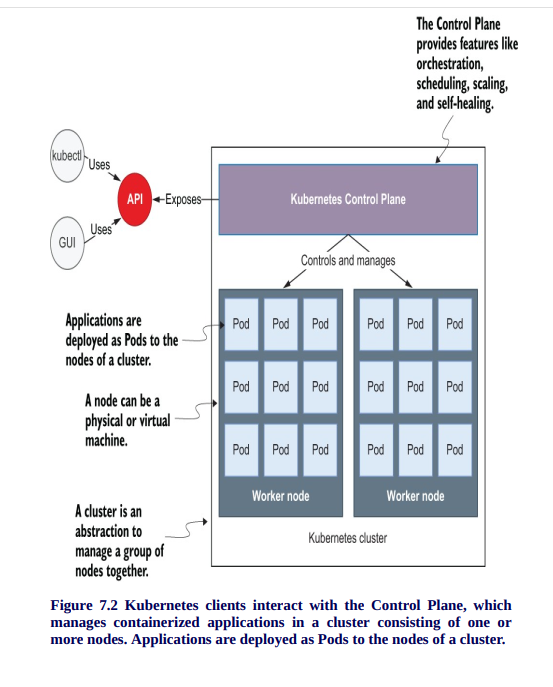 The Control Plane
provides features like
orchestration,
scheduling, scaling,
and self-healing.
kubectl
Uses
API
Exposes
Kubernetes Control Plane
GUI
Uses
Controls and manages
Applications are
deployed as Pods to the
nodes of a cluster.
Pod Pod Pod Pod Pod Pod
A node can be a
physical or virtual
machine.
Pod Pod Pod Pod Pod Pod
Pod Pod Pod Pod Pod Pod
Worker node Worker node
A cluster is an
abstraction to
manage a group of
nodes together.
Kubernetes cluster
Figure 7.2 Kubernetes clients interact with the Control Plane, which
manages containerized applications in a cluster consisting of one or
more nodes. Applications are deployed as Pods to the nodes of a cluster.